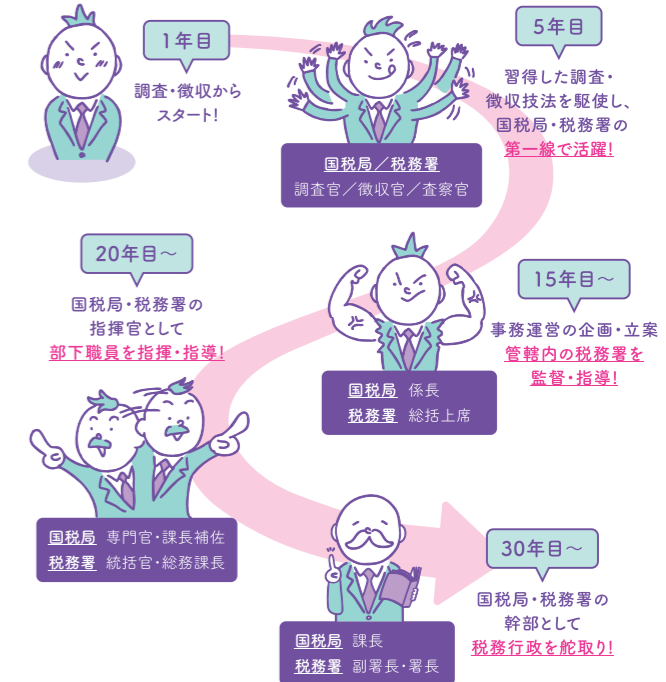 1年目
調査・徴収から
スタート!
5年目
習得した調査・
徴収技法を駆使し、
国税局・税務署の
第一線で活躍!
国税局／税務署
調査官／徴収官／査察官
15年目〜
事務運営の企画・立案
管轄内の税務署を
監督・指導!
国税局 係長
税務署 総括上席
20年目〜
国税局・税務署の
指揮官として
部下職員を指揮・指導!
国税局 専門官・課長補佐
税務署 統括官・総務課長
30年目〜
国税局・税務署の
幹部として
税務行政を舵取り!
国税局 課長
税務署 副署長・署長